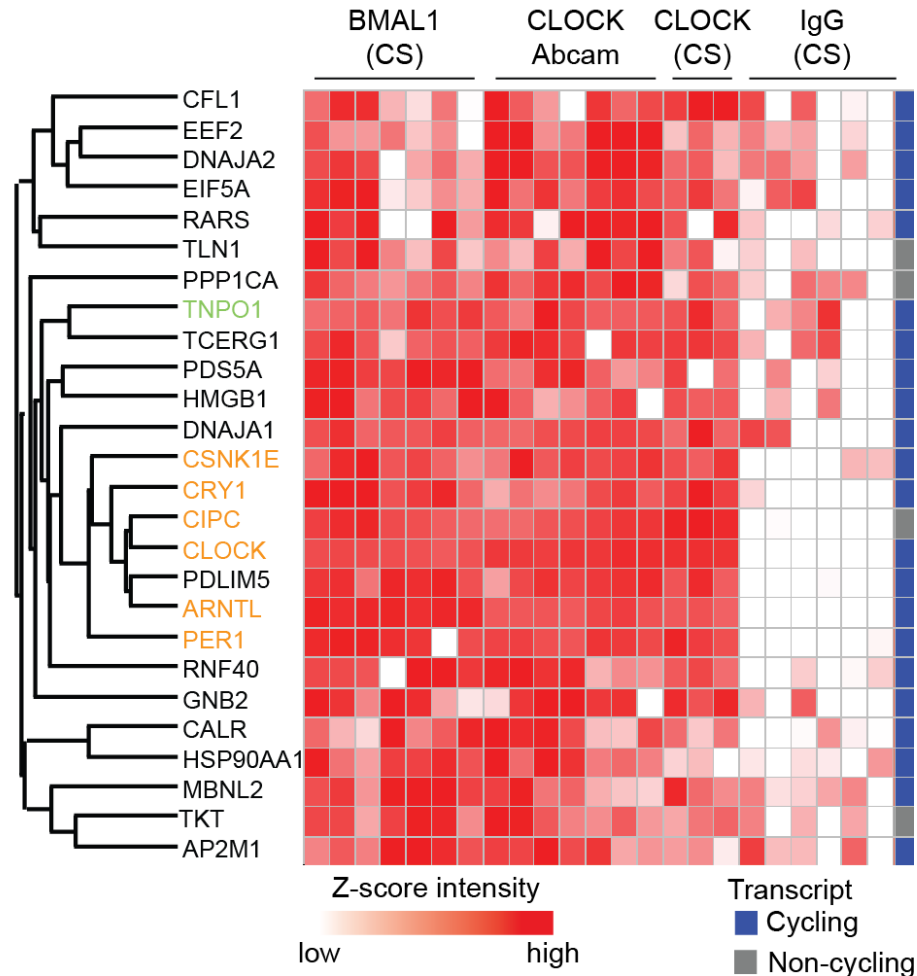 BMAL1 CLOCK CLOCK IgG
(CS) Abcam (CS) (CS)
CFL1
EEF2
DNAJA2
EIF5A
RARS
TLN1
PPP1CA
TNPO1
TCERG1
PDS5A
HMGB1
DNAJA1
CSNK1E
CRY1
CIPC
CLOCK
PDLIM5
ARNTL
PER1
RNF40
GNB2
CALR
HSP90AA1
MBNL2
TKT
AP2M1
Z-score intensity
low high
Transcript
Cycling
Non-cycling